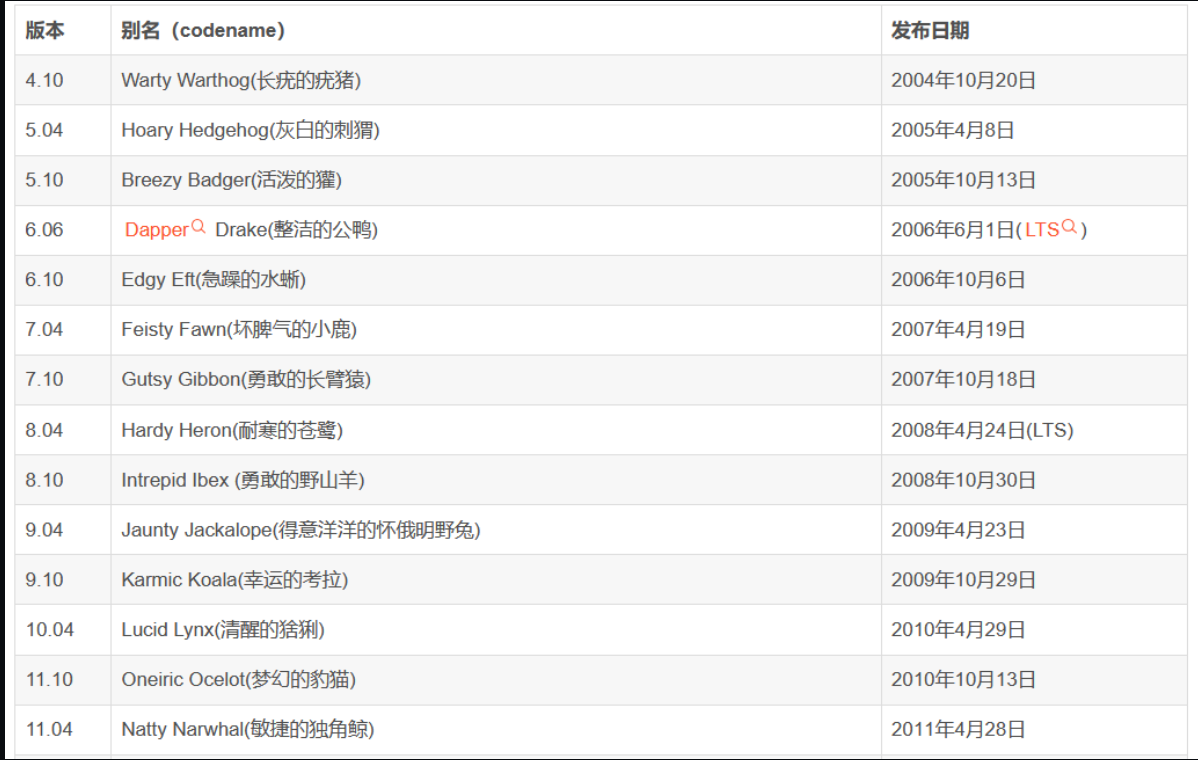 版本 别名（codename） 发布日期
4.10 Warty Warthog(长疣的疣猪) 2004年10月20日
5.04 Hoary Hedgehog(灰白的刺猬) 2005年4月8日
5.10 Breezy Badger(活泼的獾) 2005年10月13日
6.06 Dapper Drake(整洁的公鸭) 2006年6月1日(LTS)
6.10 Edgy Eft(急躁的水蜥) 2006年10月6日
7.04 Feisty Fawn(坏脾气的小鹿) 2007年4月19日
7.10 Gutsy Gibbon(勇敢的长臂猿) 2007年10月18日
8.04 Hardy Heron(耐寒的苍鹭) 2008年4月24日(LTS)
8.10 Intrepid Ibex (勇敢的野山羊) 2008年10月30日
9.04 Jaunty Jackalope(得意洋洋的怀俄明野兔) 2009年4月23日
9.10 Karmic Koala(幸运的考拉) 2009年10月29日
10.04 Lucid Lynx(清醒的猞猁) 2010年4月29日
11.10 Oneiric Ocelot(梦幻的豹猫) 2010年10月13日
11.04 Natty Narwhal(敏捷的独角鲸) 2011年4月28日